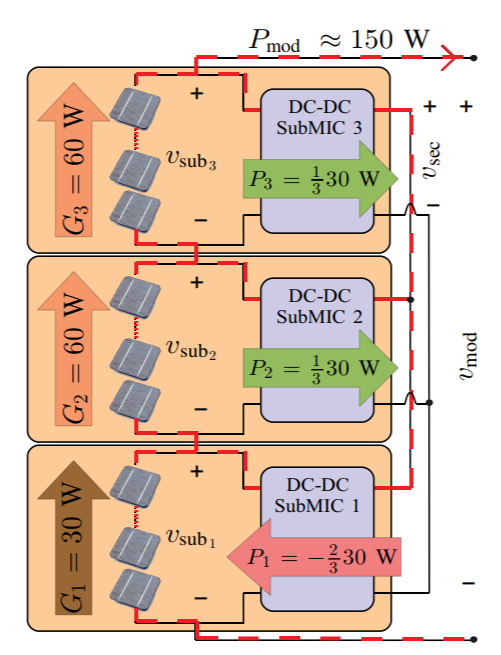 P_mod ≈ 150 W
G_3 = 60 W
+
v_sub_3
−
DC-DC
SubMIC 3
P_3 = 1/3 30 W
+ +
v_sec
−
G_2 = 60 W
+
v_sub_2
−
DC-DC
SubMIC 2
P_2 = 1/3 30 W
v_mod
−
G_1 = 30 W
+
v_sub_1
−
DC-DC
SubMIC 1
P_1 = −2/3 30 W